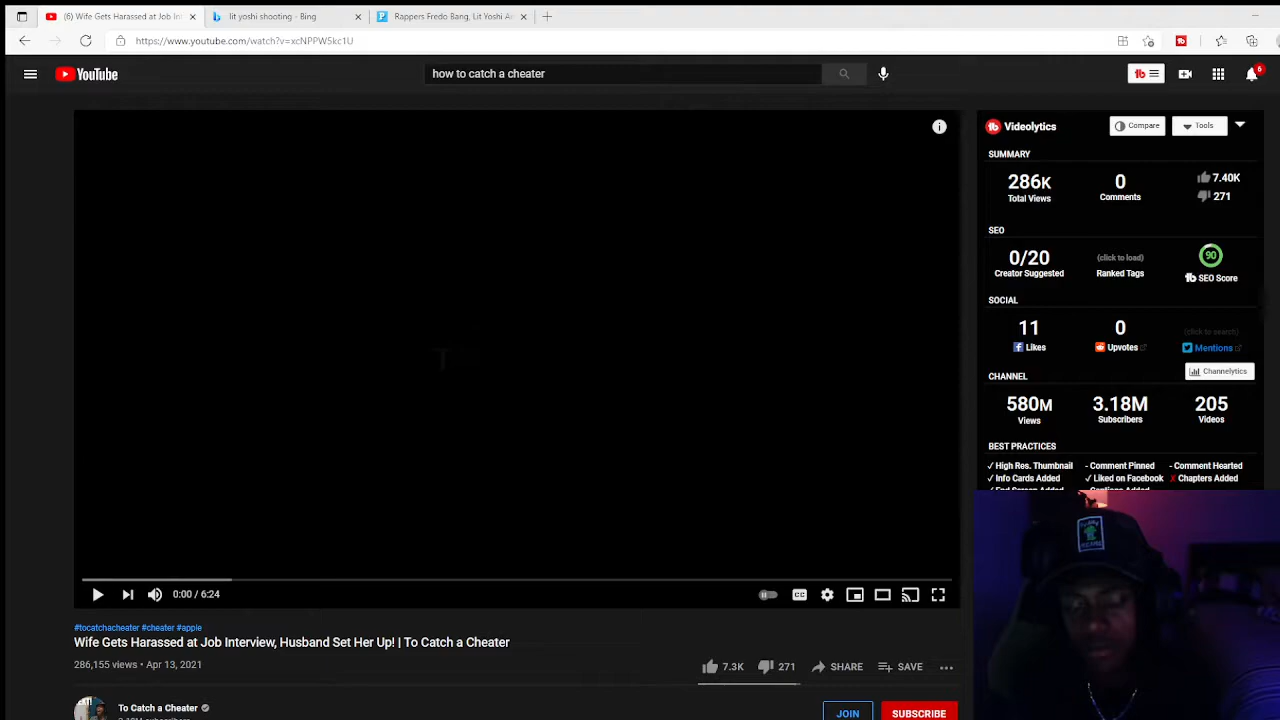 (6) Wife Gets Harassed at Job In
lit yoshi shooting - Bing
Rappers Fredo Bang, Lit Yoshi A
https://www.youtube.com/watch?v=xcNPPW5kc1U
YouTube
how to catch a cheater
6
Videolytics
Compare
Tools
SUMMARY
286K
Total Views
0
Comments
7.40K
271
SEO
0/20
Creator Suggested
(click to load)
Ranked Tags
90
SEO Score
SOCIAL
11
Likes
0
Upvotes
(click to search)
Mentions
Channelytics
CHANNEL
580M
Views
3.18M
Subscribers
205
Videos
BEST PRACTICES
✓ High Res. Thumbnail
- Comment Pinned
- Comment Hearted
✓ Info Cards Added
✓ Liked on Facebook
✗ Chapters Added
0:00 / 6:24
CC
#tocatchacheater #cheater #apple
Wife Gets Harassed at Job Interview, Husband Set Her Up! | To Catch a Cheater
286,155 views • Apr 13, 2021
7.3K
271
SHARE
SAVE
To Catch a Cheater
JOIN
SUBSCRIBE